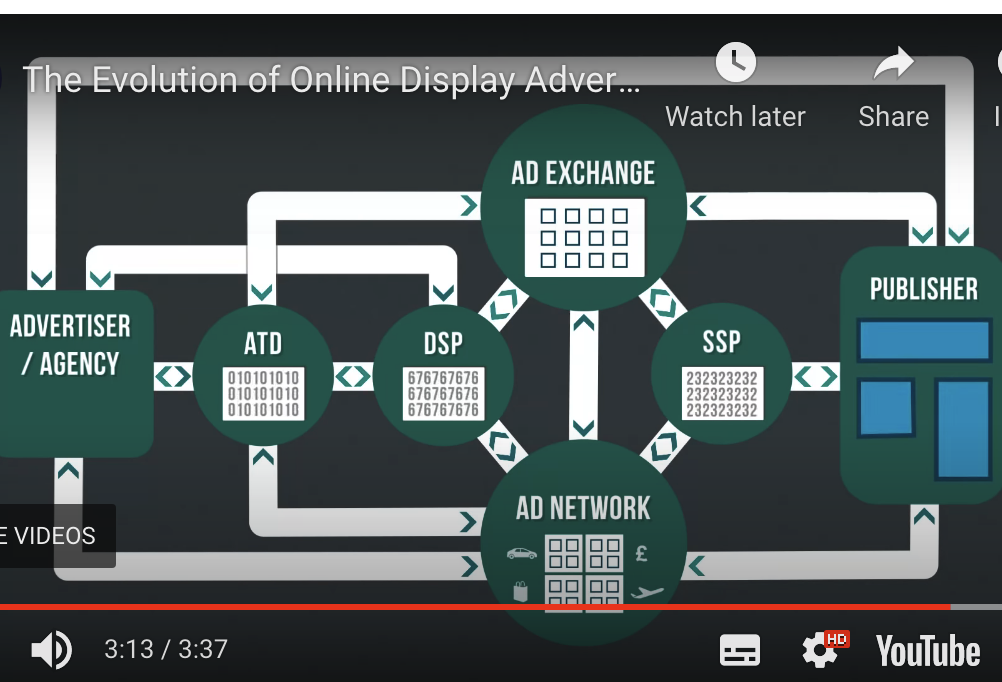 The Evolution of Online Display Adver...
Watch later
Share
AD EXCHANGE
PUBLISHER
ADVERTISER
/ AGENCY
ATD
010101010
010101010
010101010
DSP
676767676
676767676
676767676
SSP
232323232
232323232
232323232
AD NETWORK
£
E VIDEOS
3:13 / 3:37
HD
YouTube